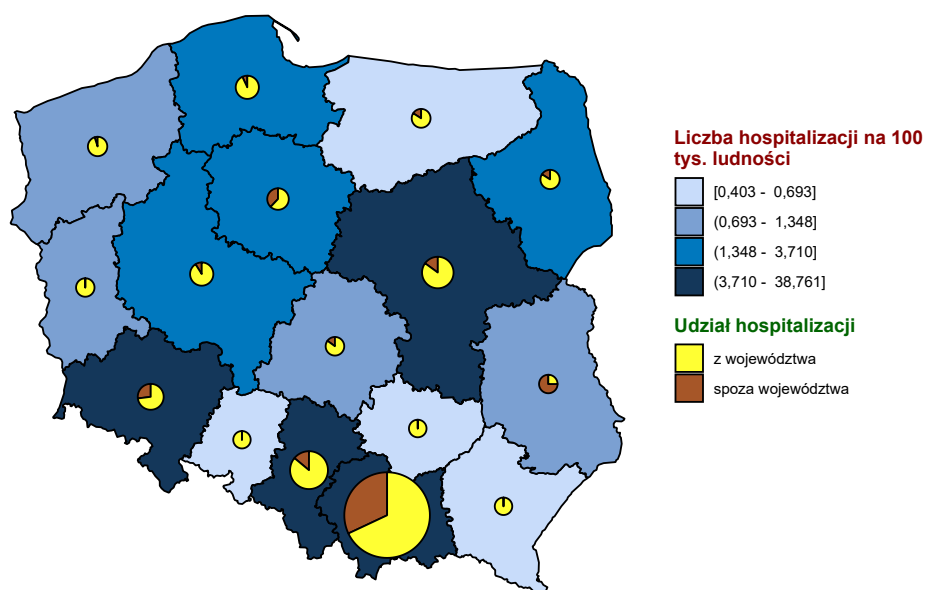 Liczba hospitalizacji na 100
tys. ludności
[0,403 - 0,693]
(0,693 - 1,348]
(1,348 - 3,710]
(3,710 - 38,761]
Udział hospitalizacji
z województwa
spoza województwa